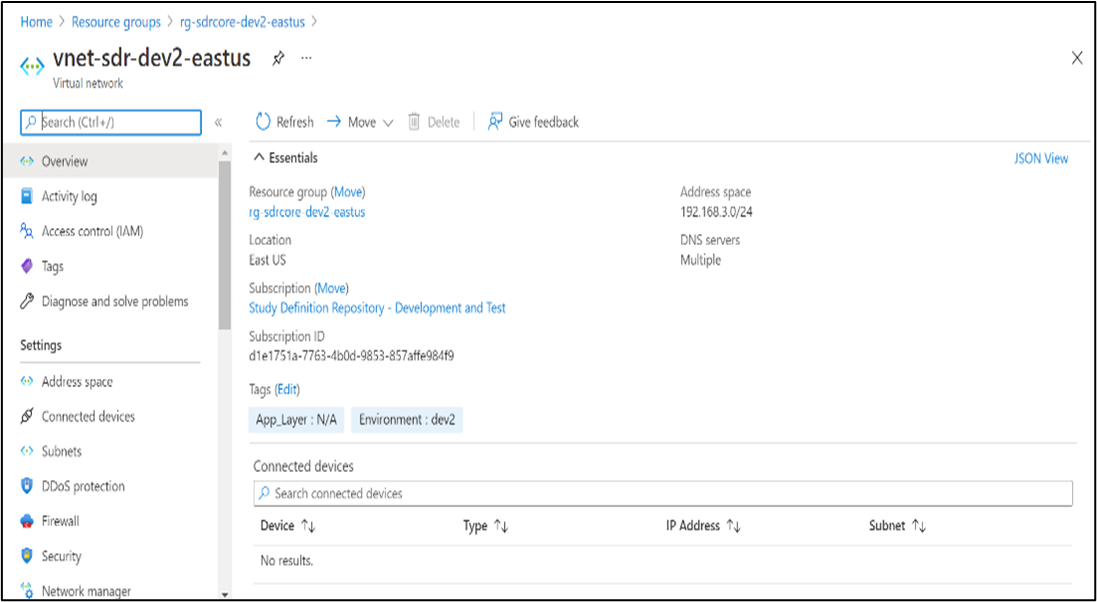 Home > Resource groups > rg-sdrcore-dev2-eastus >
vnet-sdr-dev2-eastus ...
Virtual network
Search (Ctrl+/) «
Refresh Move Delete Give feedback
Overview
Activity log
Access control (IAM)
Tags
Diagnose and solve problems
Settings
Address space
Connected devices
Subnets
DDoS protection
Firewall
Security
Network manager
Essentials JSON View
Resource group (Move)
rg-sdrcore-dev2-eastus
Location
East US
Subscription (Move)
Study Definition Repository - Development and Test
Subscription ID
d1e1751a-7763-4b0d-9853-857affe984f9
Address space
192.168.3.0/24
DNS servers
Multiple
Tags (Edit)
App_Layer : N/A Environment : dev2
Connected devices
Search connected devices
Device ↑↓ Type ↑↓ IP Address ↑↓ Subnet ↑↓
No results.